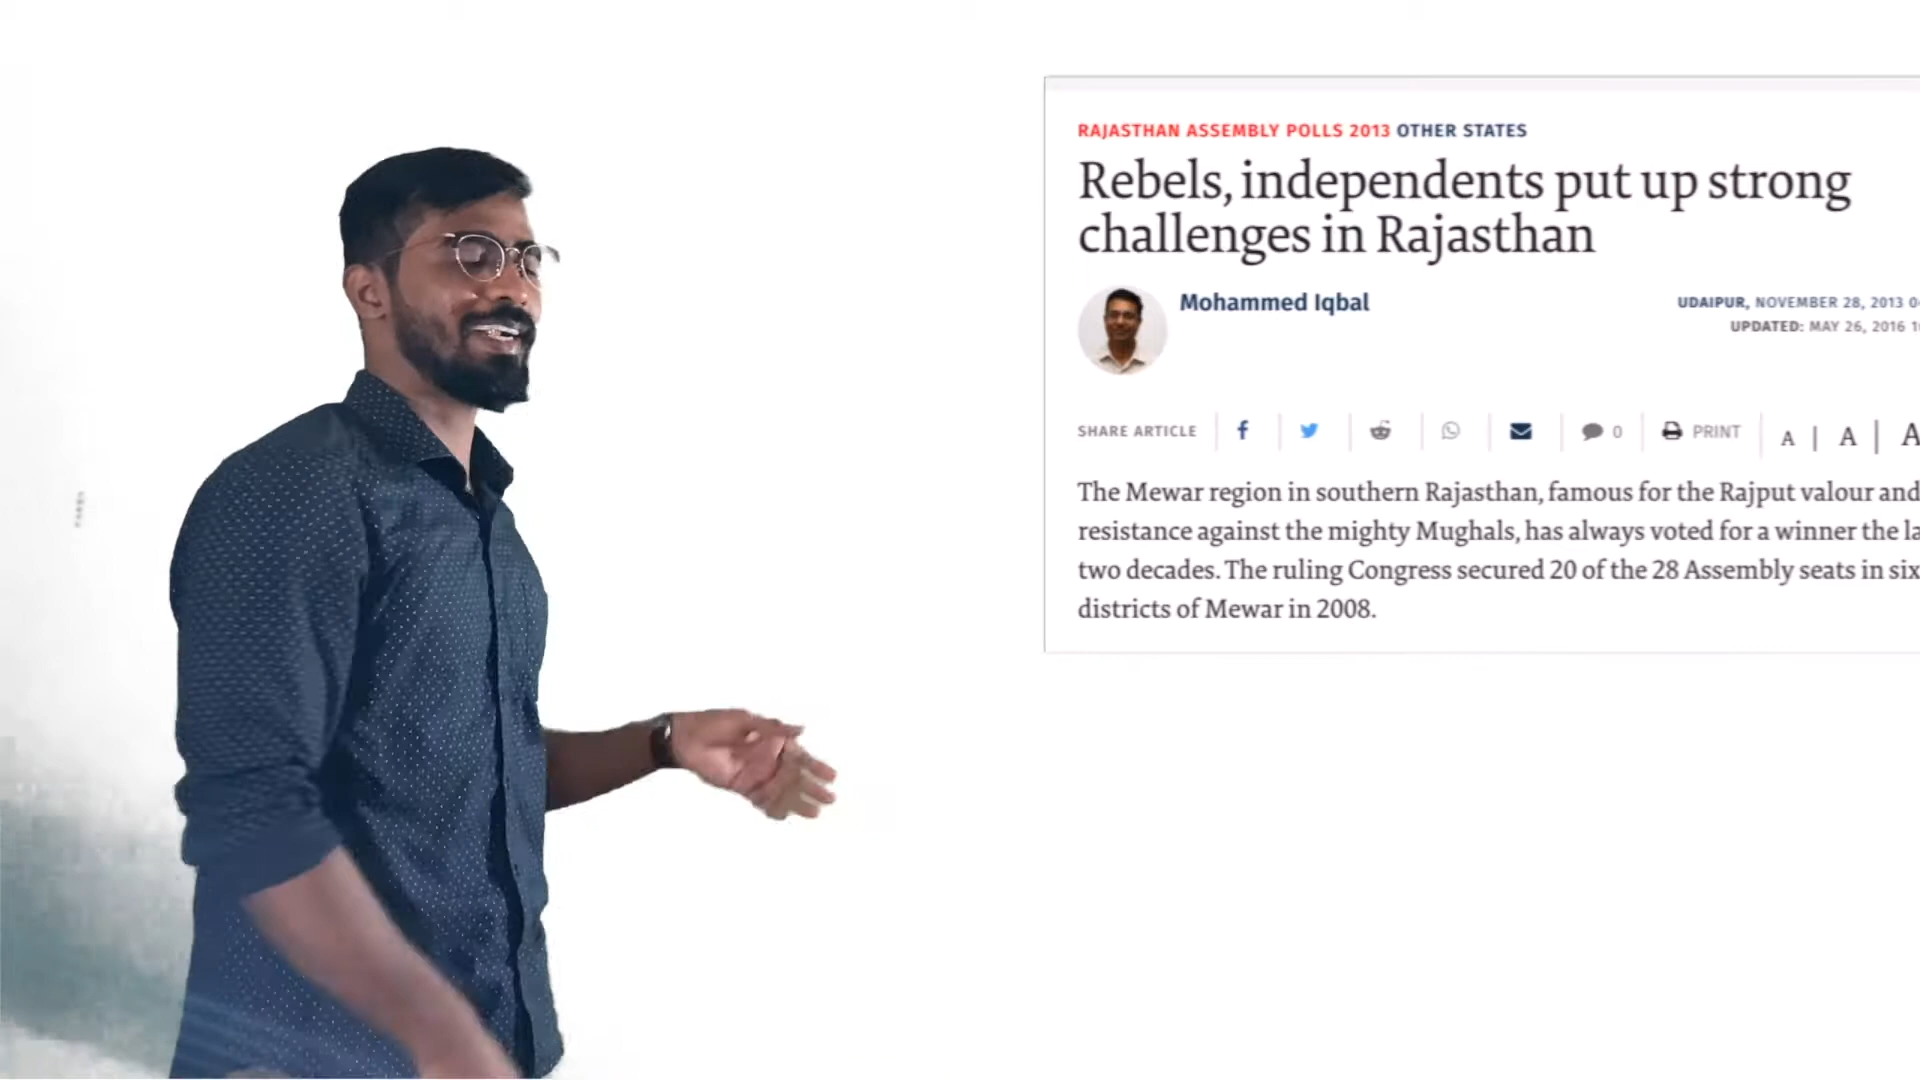 RAJASTHAN ASSEMBLY POLLS 2013 OTHER STATES
Rebels, independents put up strong
challenges in Rajasthan
Mohammed Iqbal
UDAIPUR, NOVEMBER 28, 2013
UPDATED: MAY 26, 2016
SHARE ARTICLE 0 PRINT A | A | A
The Mewar region in southern Rajasthan, famous for the Rajput valour and
resistance against the mighty Mughals, has always voted for a winner the
two decades. The ruling Congress secured 20 of the 28 Assembly seats in six
districts of Mewar in 2008.